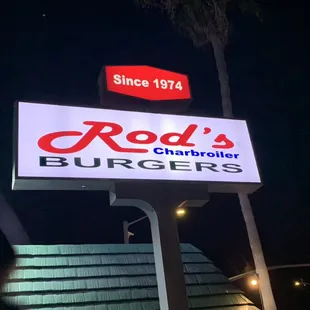 Since 1974
Rod's
Charbroiler
BURGERS